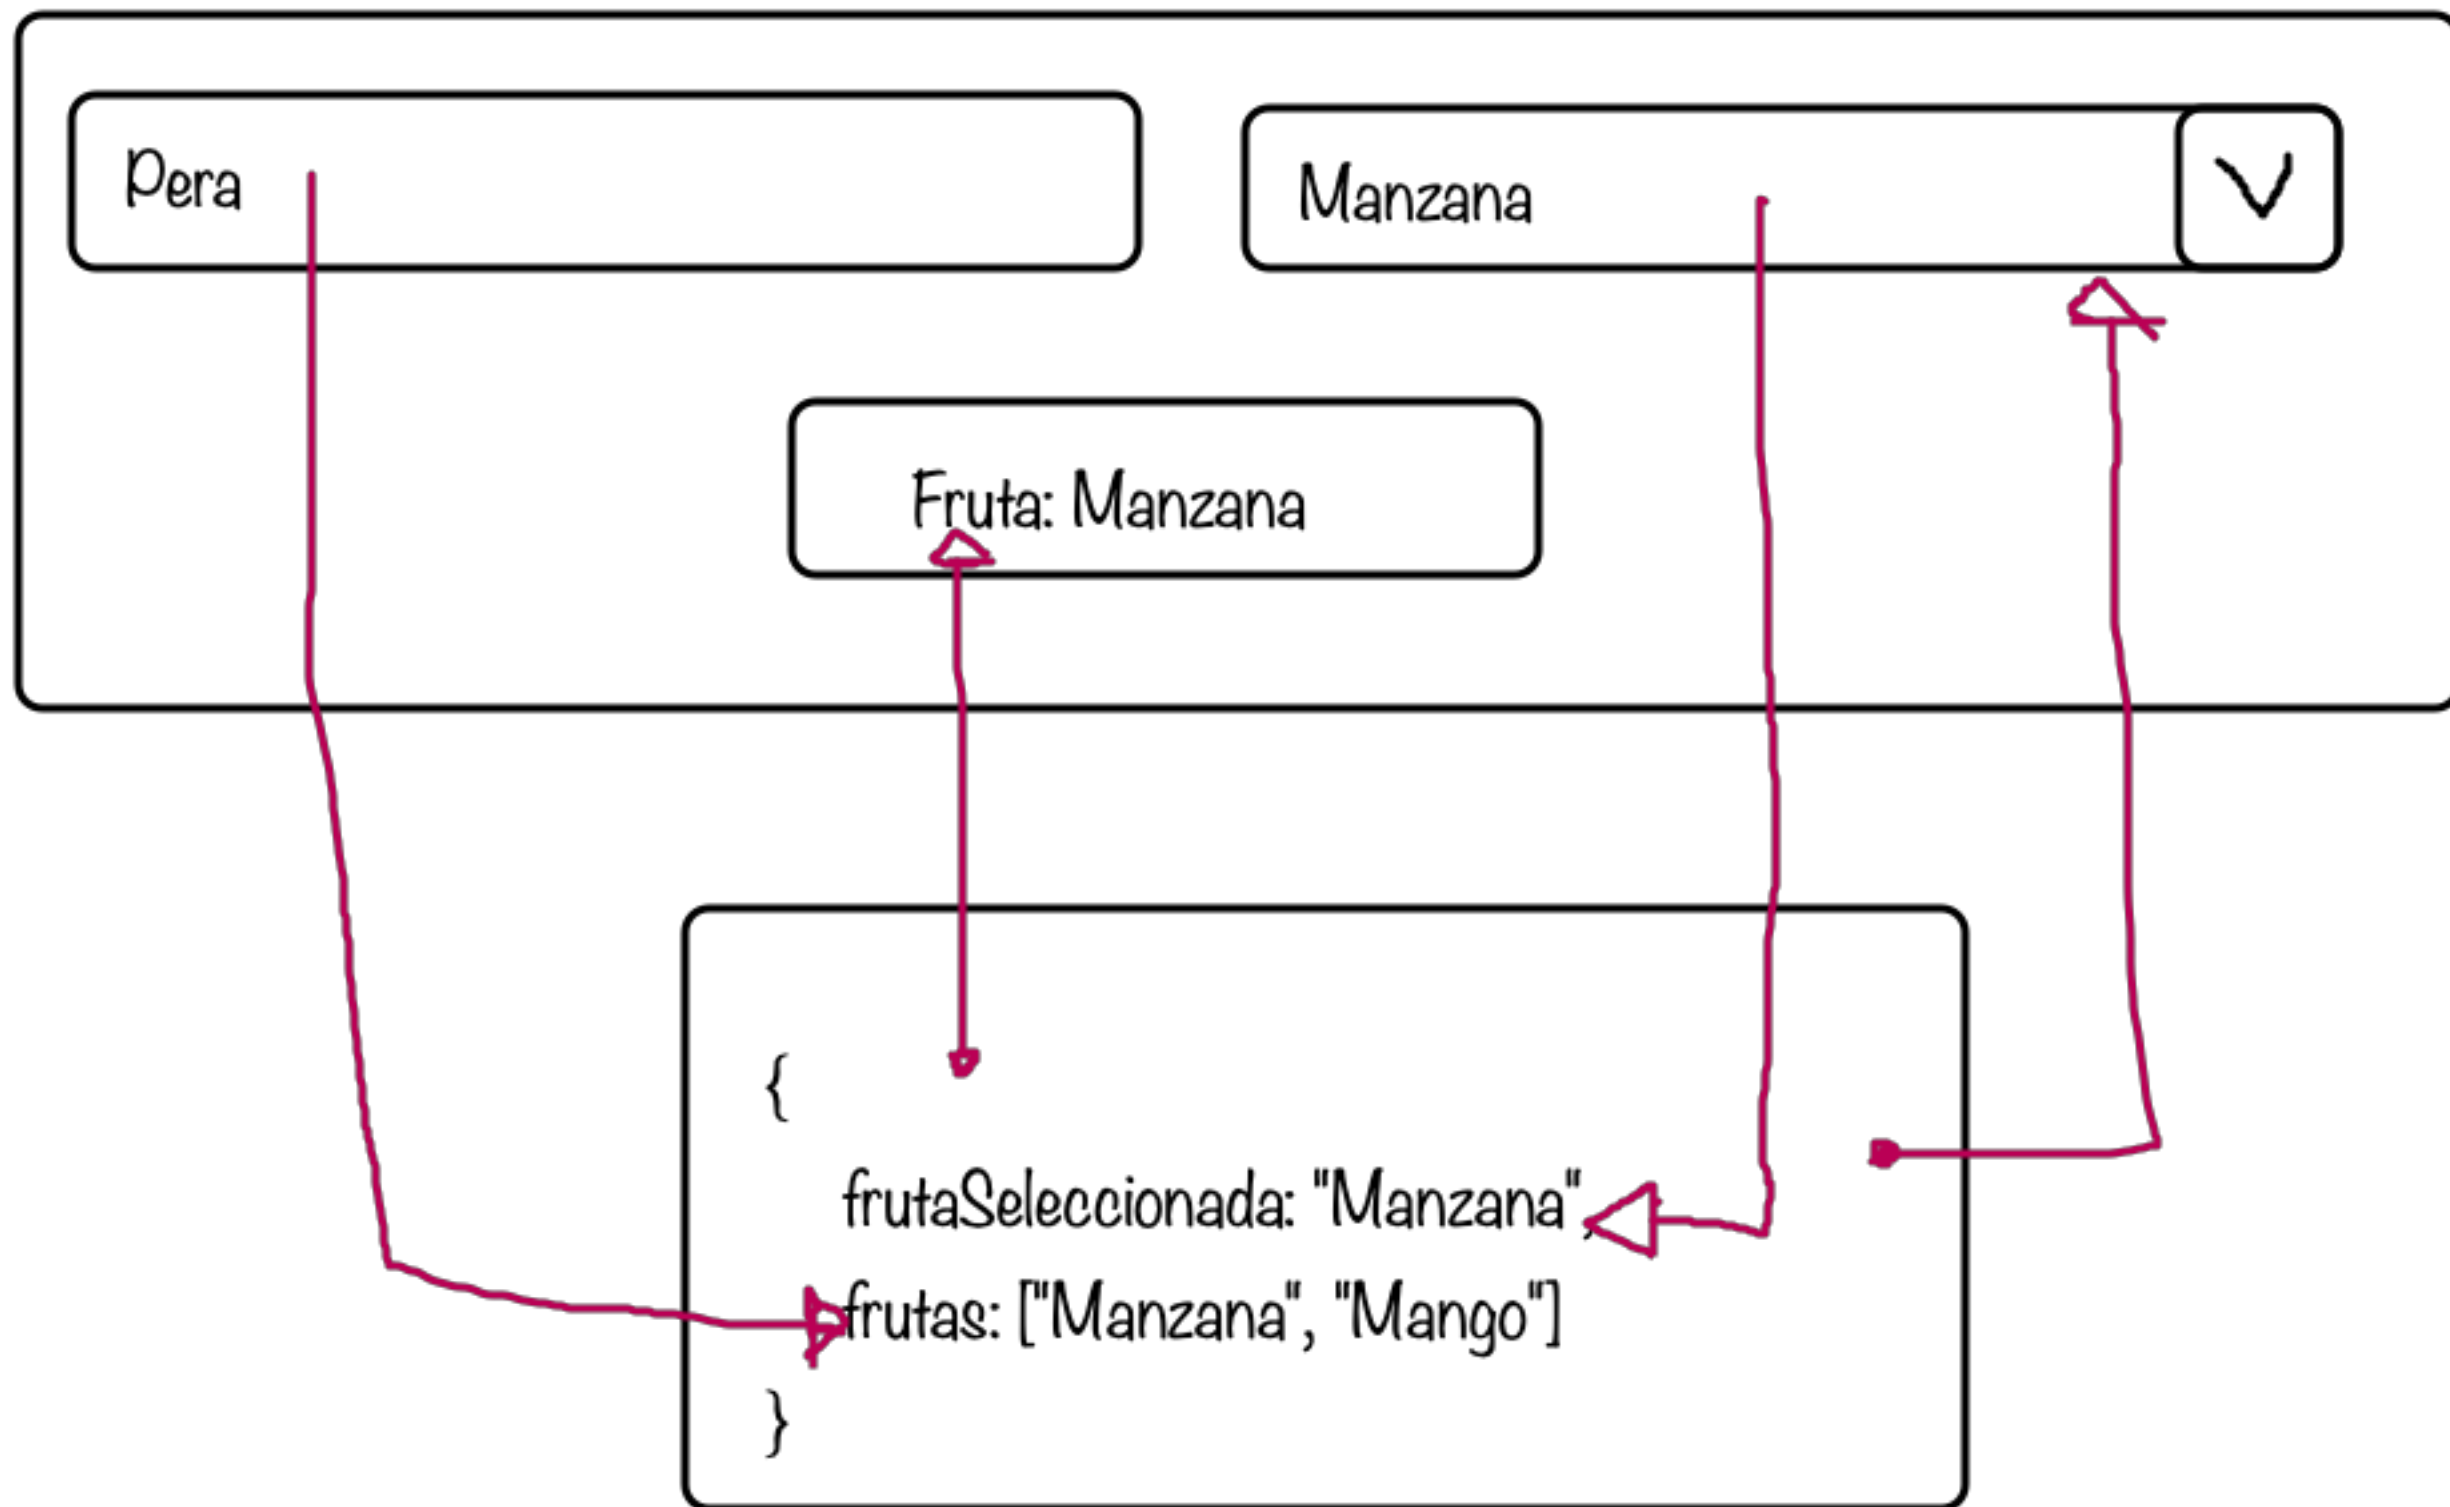 Pera
Manzana
Fruta: Manzana
{
frutaSeleccionada: "Manzana",
frutas: ["Manzana", "Mango"]
}